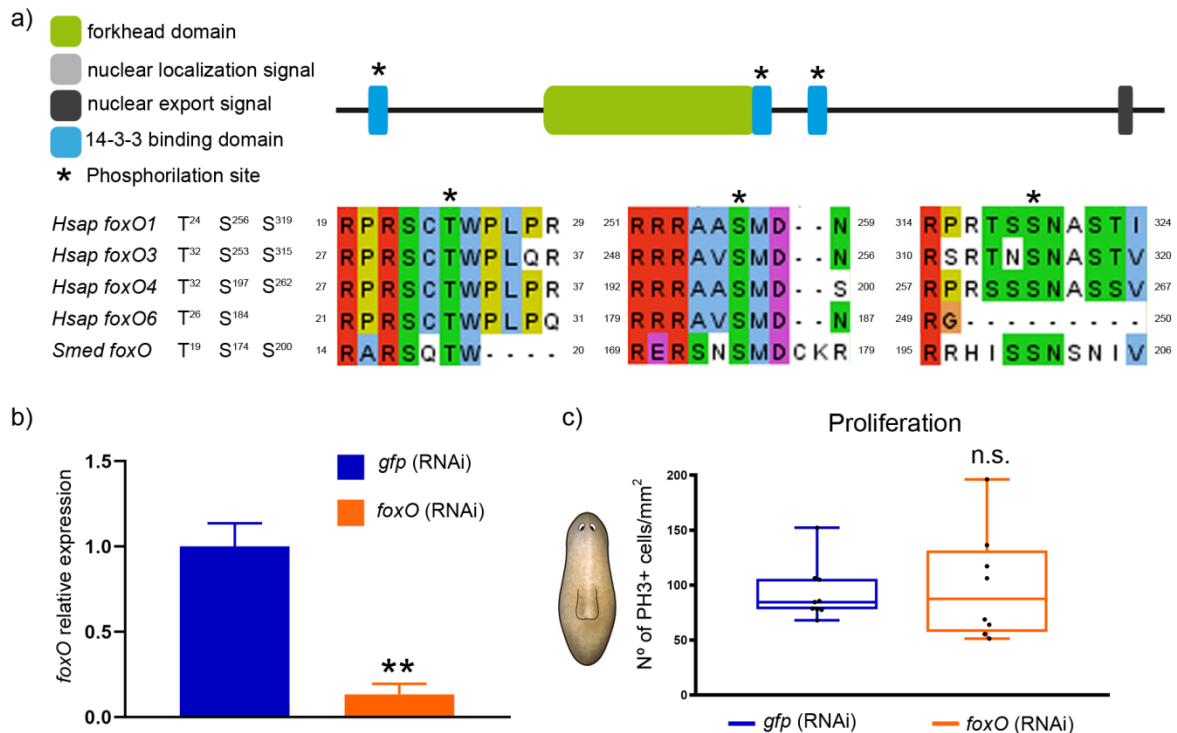 a)
forkhead domain
nuclear localization signal
nuclear export signal
14-3-3 binding domain
* Phosphorilation site
* * *
* * *
Hsap foxO1 T24 S256 S319 19 RPRSCTWPLPR 29 251 RRRAASMD--N 259 314 RPRTSSNASTI 324
Hsap foxO3 T32 S253 S315 27 RPRSCTWPLQR 37 248 RRRAVSMD--N 256 310 SRTNSNASTV 320
Hsap foxO4 T32 S197 S262 27 RPRSCTWPLPR 37 192 RRRAASMD--S 200 257 RPRSSSNASSV 267
Hsap foxO6 T26 S184 21 RPRSCTWPLPQ 31 179 RRRAVSMD--N 187 249 RG--------- 250
Smed foxO T19 S174 S200 14 RARSQTW---- 20 169 RERSNSMDCKR 179 195 RRHISSNSNIV 206
b)
foxO relative expression
1.5
1.0
0.5
0.0
gfp (RNAi)
foxO (RNAi)
**
c)
Proliferation
n.s.
Nº of PH3+ cells/mm2
200
150
100
50
0
gfp (RNAi) foxO (RNAi)